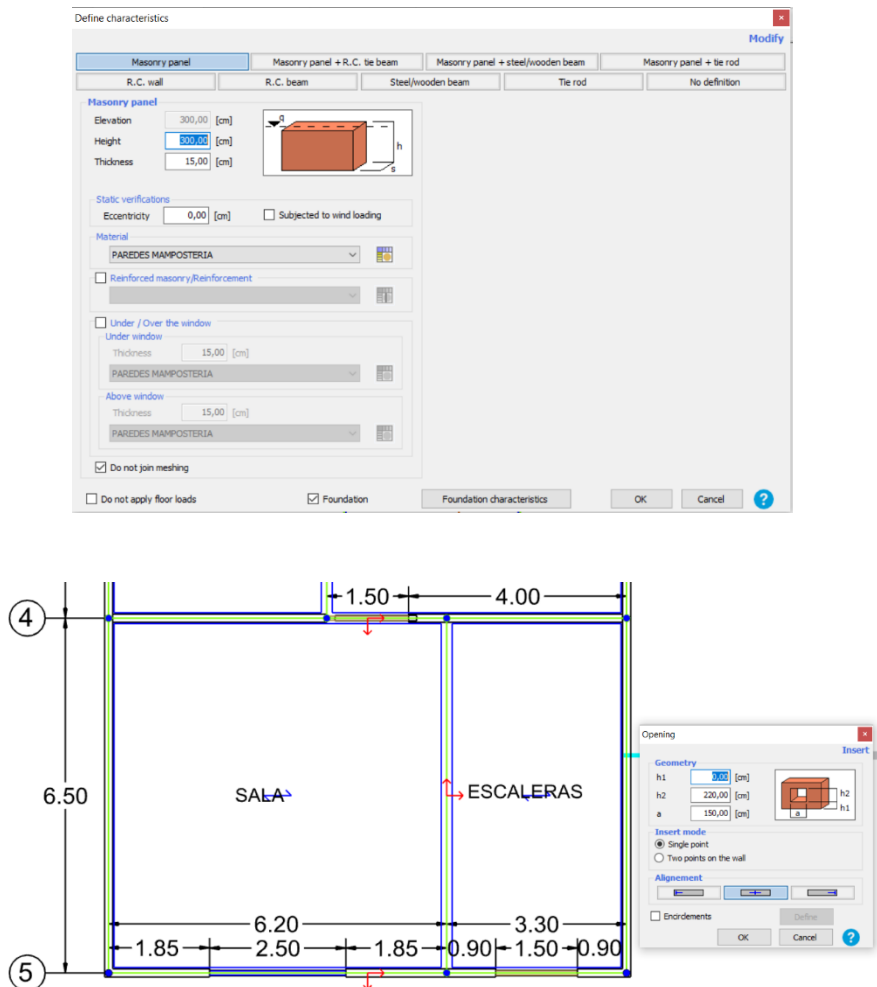 Define characteristics
Modify
Masonry panel
Masonry panel + R.C. tie beam
Masonry panel + steel/wooden beam
Masonry panel + tie rod
R.C. wall
R.C. beam
Steel/wooden beam
Tie rod
No definition
Masonry panel
Elevation 300,00 [cm]
Height 300,00 [cm]
Thickness 15,00 [cm]
q
h
s
Static verifications
Eccentricity 0,00 [cm] Subjected to wind loading
Material
PAREDES MAMPOSTERIA
Reinforced masonry/Reinforcement
Under / Over the window
Under window
Thickness 15,00 [cm]
PAREDES MAMPOSTERIA
Above window
Thickness 15,00 [cm]
PAREDES MAMPOSTERIA
Do not join meshing
Do not apply floor loads
Foundation
Foundation characteristics
OK
Cancel
?
1.50 4.00
4
6.50
SALA
ESCALERAS
6.20 3.30
1.85 2.50 1.85 0.90 1.50 0.90
5
Opening
Insert
Geometry
h1 0,00 [cm]
h2 220,00 [cm]
a 150,00 [cm]
h2
h1
a
Insert mode
Single point
Two points on the wall
Alignement
Encirclements
Define
OK
Cancel
?